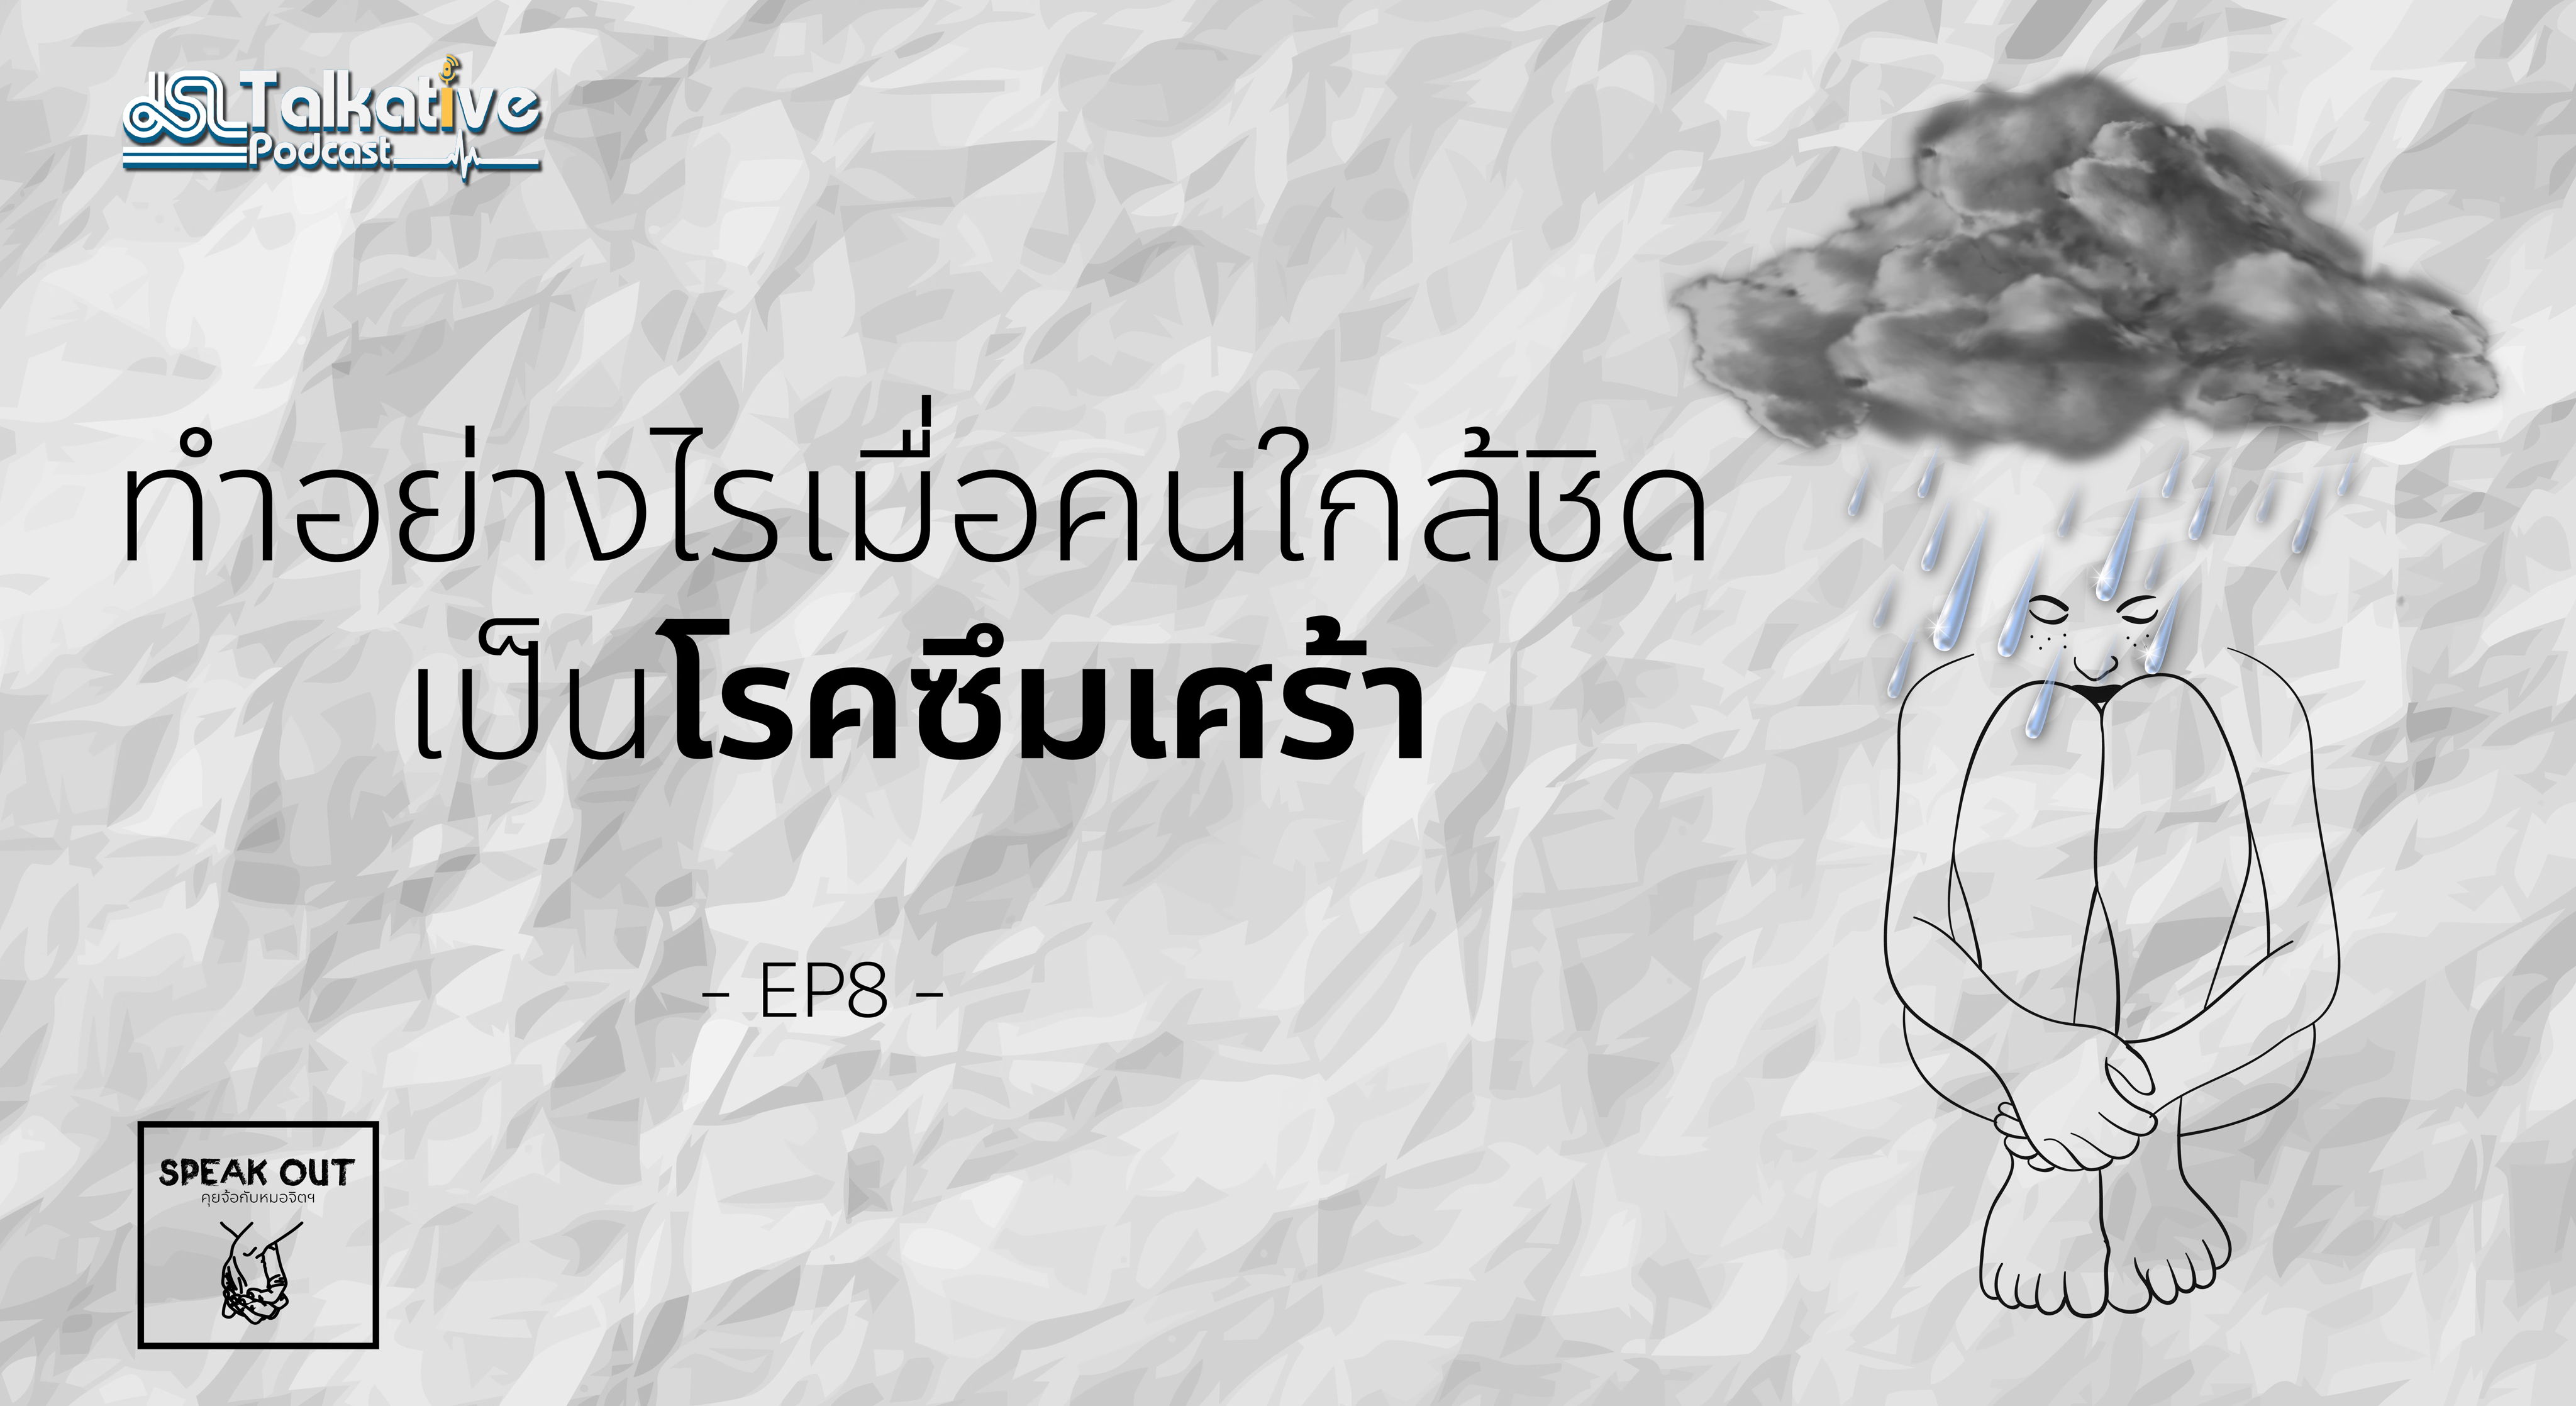 dSL Talkative
Podcast
ทำอย่างไรเมื่อคนใกล้ชิด
เป็นโรคซึมเศร้า
- EP8 -
SPEAK OUT
คุยจ้อกับหมอจิตฯ